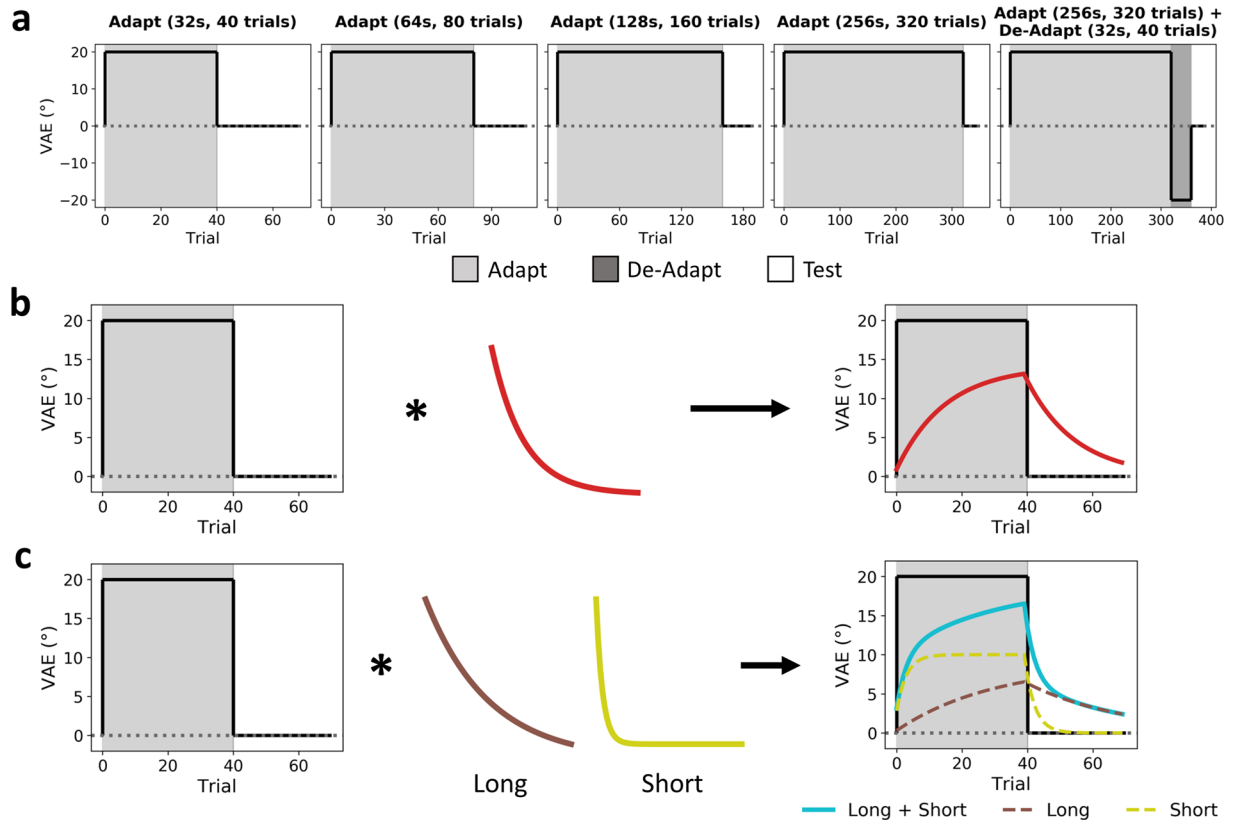 a
Adapt (32s, 40 trials)
Adapt (64s, 80 trials)
Adapt (128s, 160 trials)
Adapt (256s, 320 trials)
Adapt (256s, 320 trials) +
De-Adapt (32s, 40 trials)
VAE (°)
20
10
0
−10
−20
0 20 40 60
Trial
0 30 60 90
Trial
0 60 120 180
Trial
0 100 200 300
Trial
0 100 200 300 400
Trial
Adapt
De-Adapt
Test
b
VAE (°)
20
15
10
5
0
0 20 40 60
Trial
*
VAE (°)
20
15
10
5
0
0 20 40 60
Trial
c
VAE (°)
20
15
10
5
0
0 20 40 60
Trial
*
Long
Short
VAE (°)
20
15
10
5
0
0 20 40 60
Trial
Long + Short
Long
Short